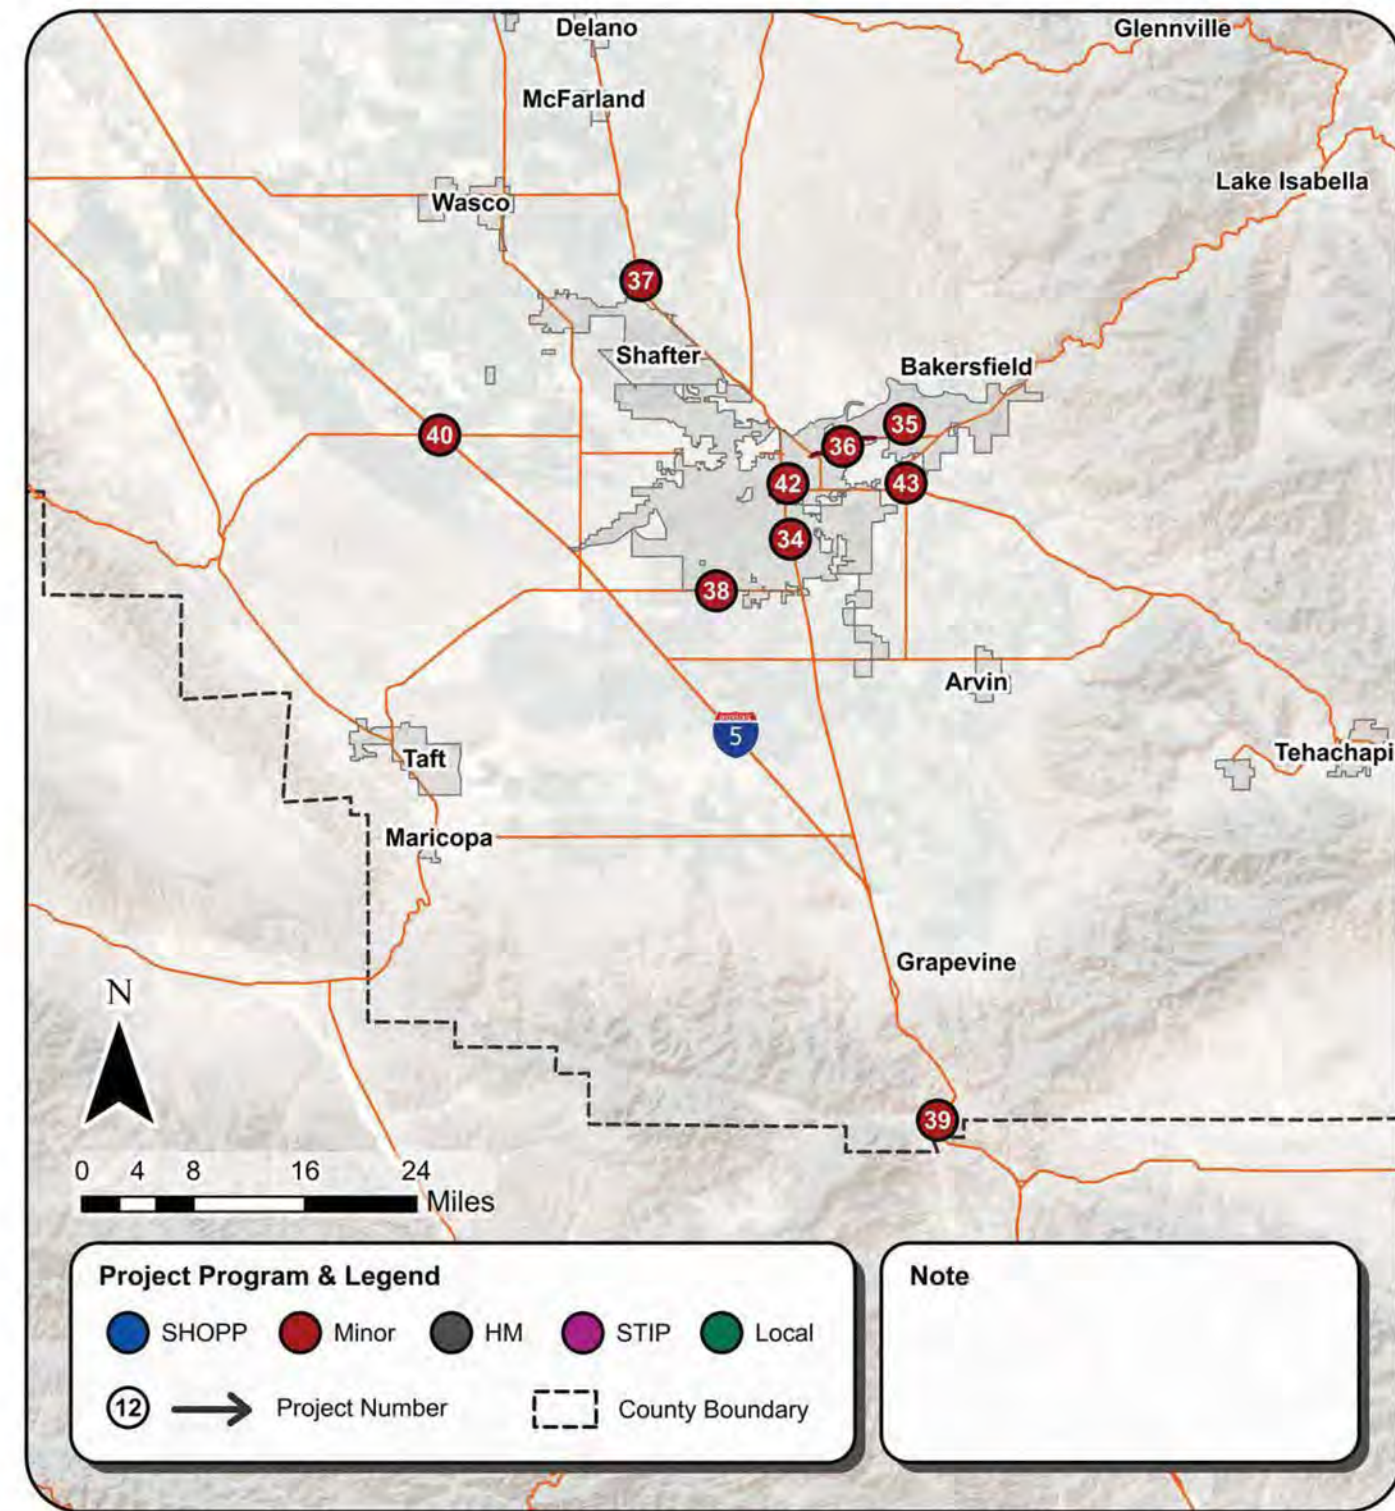 Delano
Glennville
McFarland
Lake Isabella
Wasco
37
Shafter
Bakersfield
35
40
36
42
43
34
38
Arvin
5
Taft
Tehachapi
Maricopa
Grapevine
N
39
0 4 8 16 24
Miles
Project Program & Legend
SHOPP Minor HM STIP Local
12 Project Number County Boundary
Note